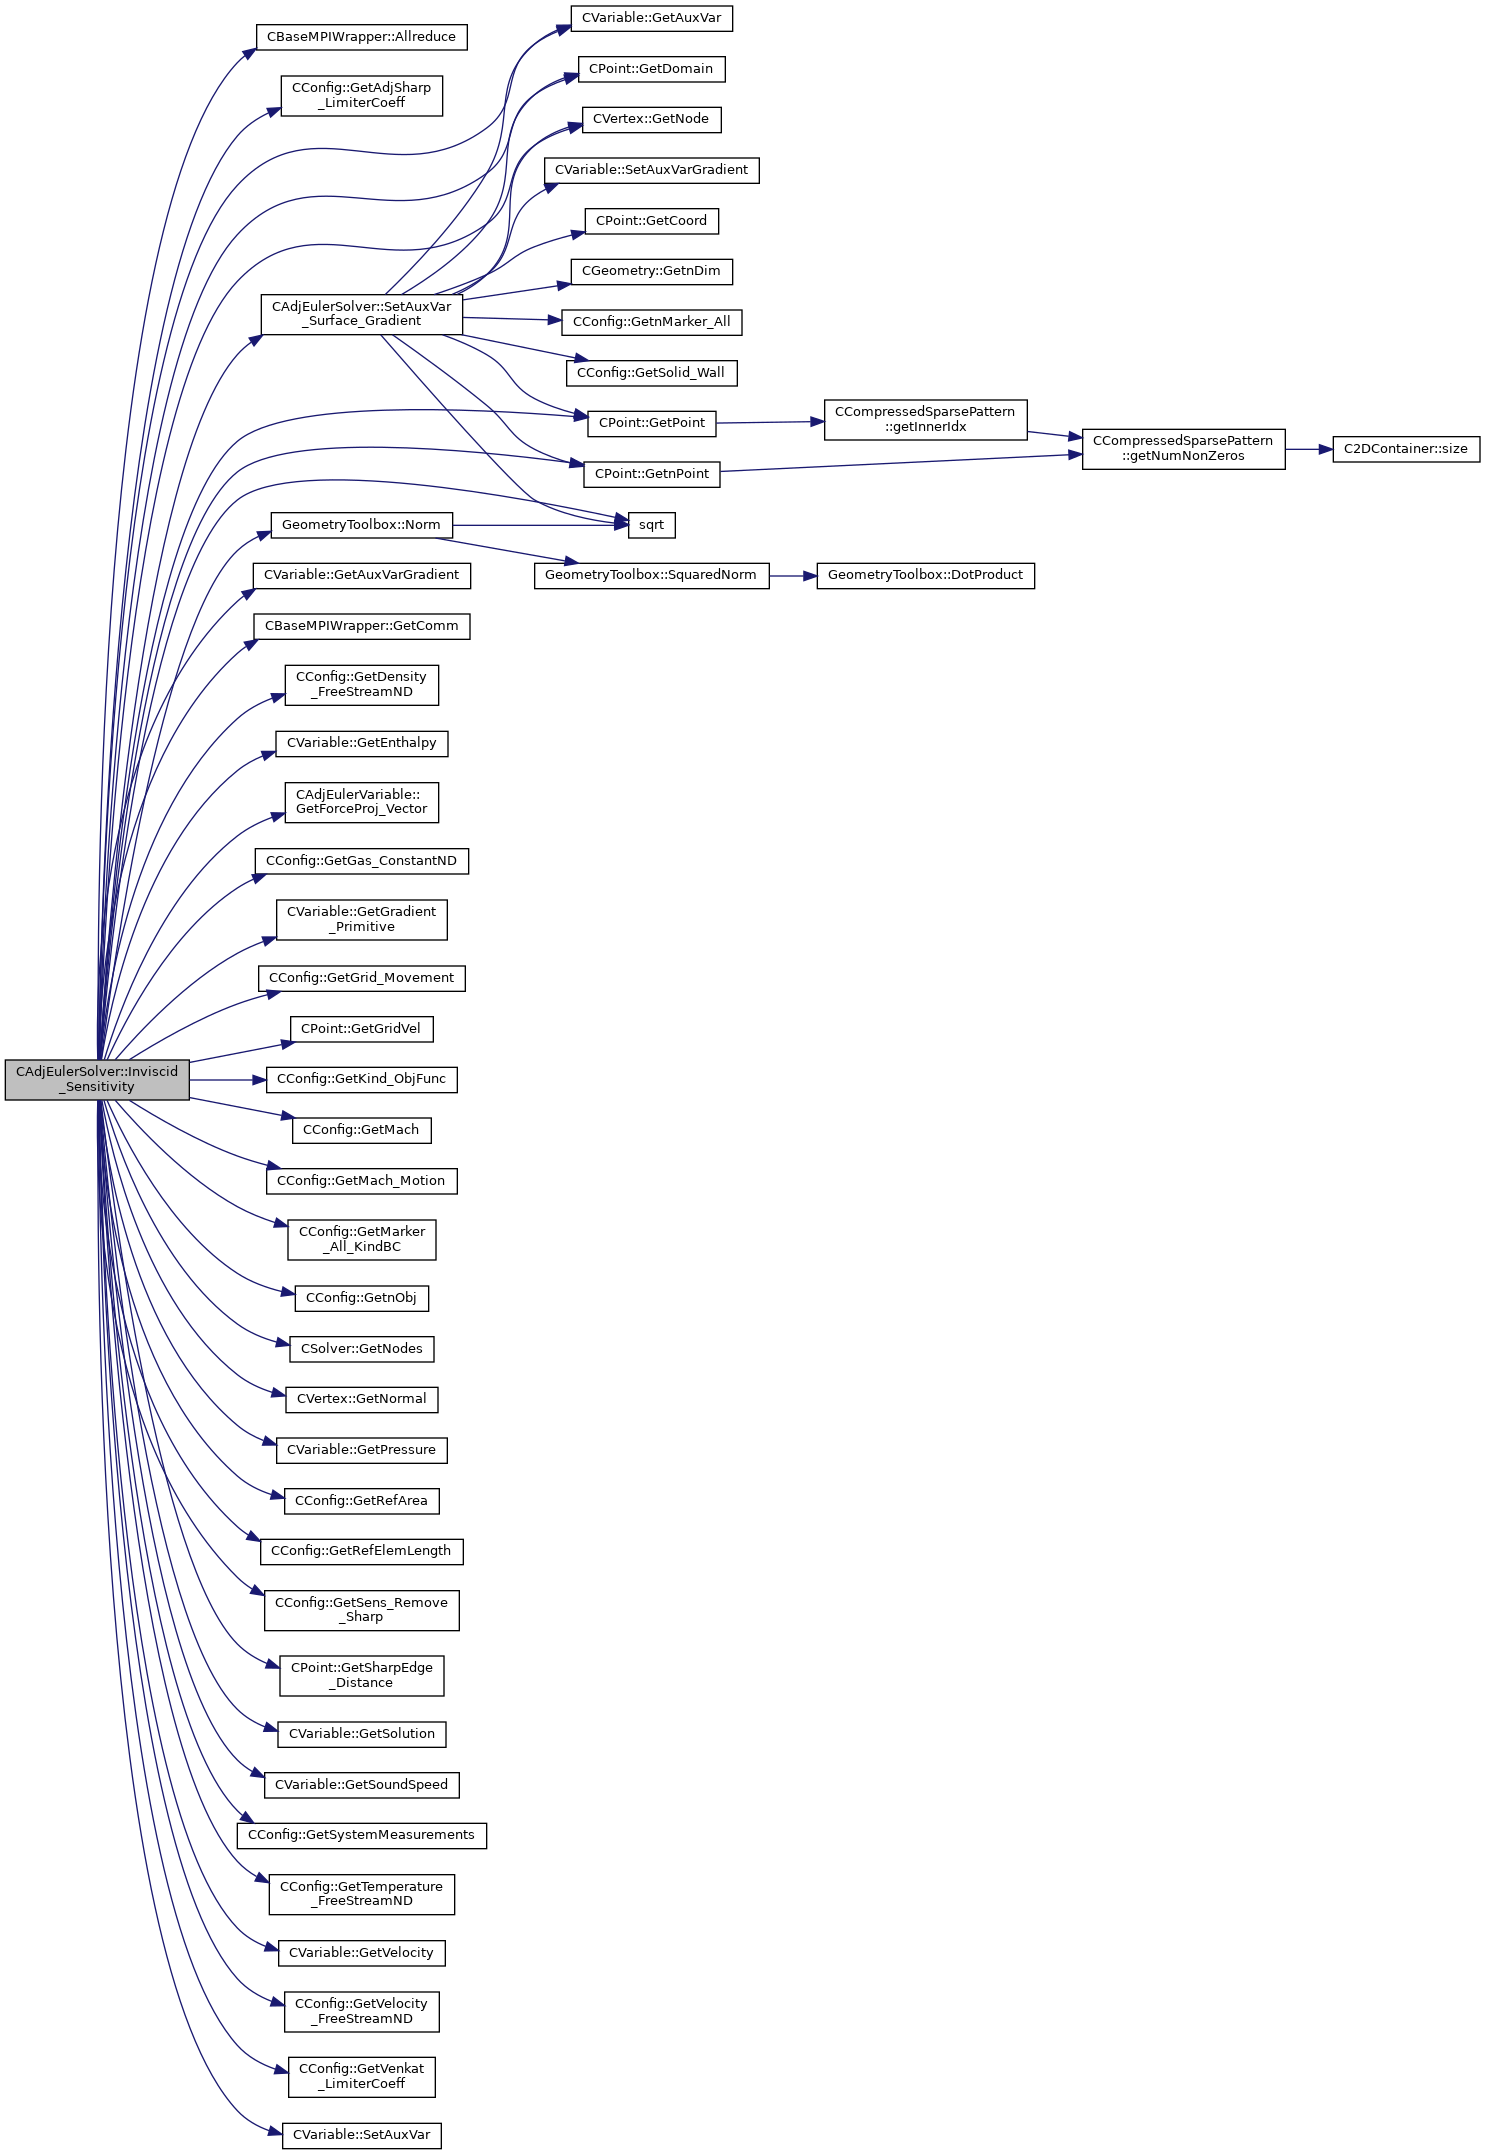 CAdjEulerSolver::Inviscid
_Sensitivity
CBaseMPIWrapper::Allreduce
CConfig::GetAdjSharp
_LimiterCoeff
CAdjEulerSolver::SetAuxVar
_Surface_Gradient
GeometryToolbox::Norm
CVariable::GetAuxVarGradient
CBaseMPIWrapper::GetComm
CConfig::GetDensity
_FreeStreamND
CVariable::GetEnthalpy
CAdjEulerVariable::
GetForceProj_Vector
CConfig::GetGas_ConstantND
CVariable::GetGradient
_Primitive
CConfig::GetGrid_Movement
CPoint::GetGridVel
CConfig::GetKind_ObjFunc
CConfig::GetMach
CConfig::GetMach_Motion
CConfig::GetMarker
_All_KindBC
CConfig::GetnObj
CSolver::GetNodes
CVertex::GetNormal
CVariable::GetPressure
CConfig::GetRefArea
CConfig::GetRefElemLength
CConfig::GetSens_Remove
_Sharp
CPoint::GetSharpEdge
_Distance
CVariable::GetSolution
CVariable::GetSoundSpeed
CConfig::GetSystemMeasurements
CConfig::GetTemperature
_FreeStreamND
CVariable::GetVelocity
CConfig::GetVelocity
_FreeStreamND
CConfig::GetVenkat
_LimiterCoeff
CVariable::SetAuxVar
CVariable::GetAuxVar
CPoint::GetDomain
CVertex::GetNode
CVariable::SetAuxVarGradient
CPoint::GetCoord
CGeometry::GetnDim
CConfig::GetnMarker_All
CConfig::GetSolid_Wall
CPoint::GetPoint
CPoint::GetnPoint
sqrt
GeometryToolbox::SquaredNorm
CCompressedSparsePattern
::getInnerIdx
GeometryToolbox::DotProduct
CCompressedSparsePattern
::getNumNonZeros
C2DContainer::size